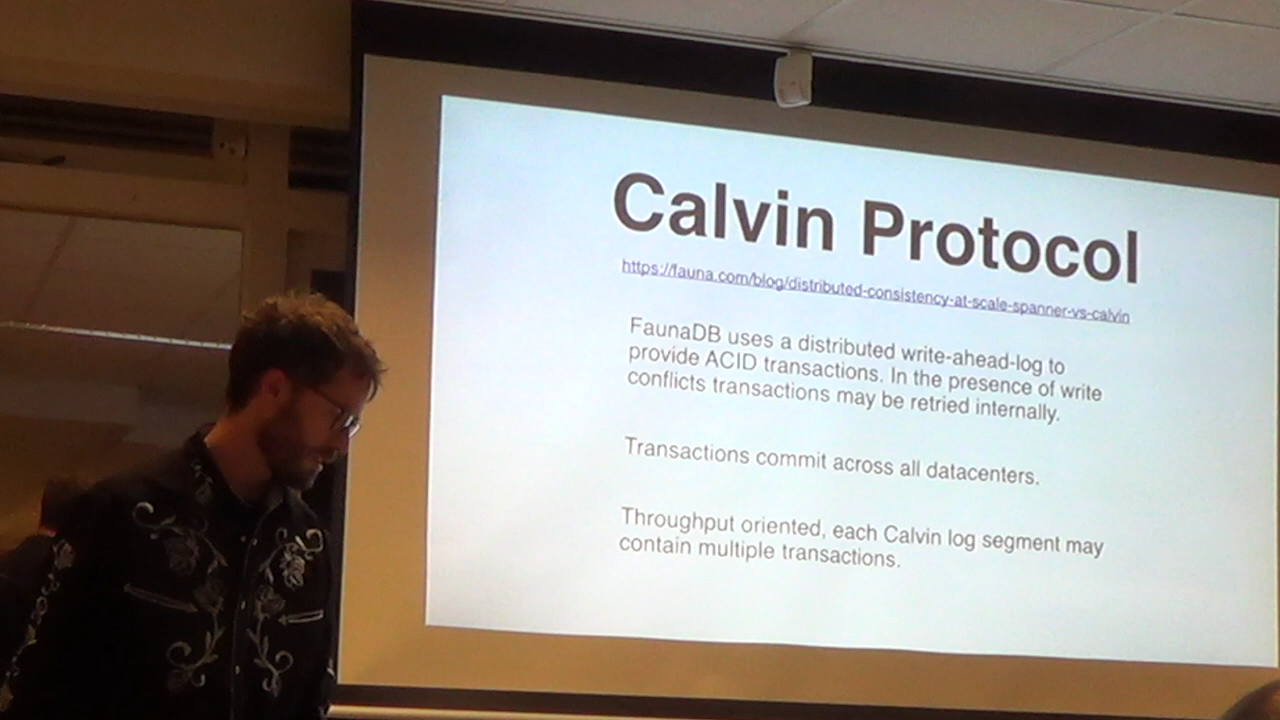 Calvin Protocol
https://fauna.com/blog/distributed-consistency-at-scale-spanner-vs-calvin
FaunaDB uses a distributed write-ahead-log to
provide ACID transactions. In the presence of write
conflicts transactions may be retried internally.
Transactions commit across all datacenters.
Throughput oriented, each Calvin log segment may
contain multiple transactions.